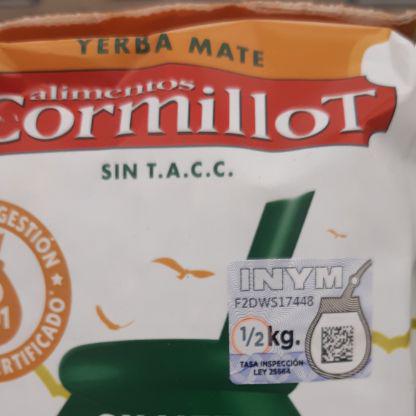 YERBA MATE
alimentos
CormilloT
SIN T.A.C.C.
GESTIÓN
CERTIFICADO
INYM
F2DWS17448
1/2 kg.
TASA INSPECCIÓN
LEY 25564